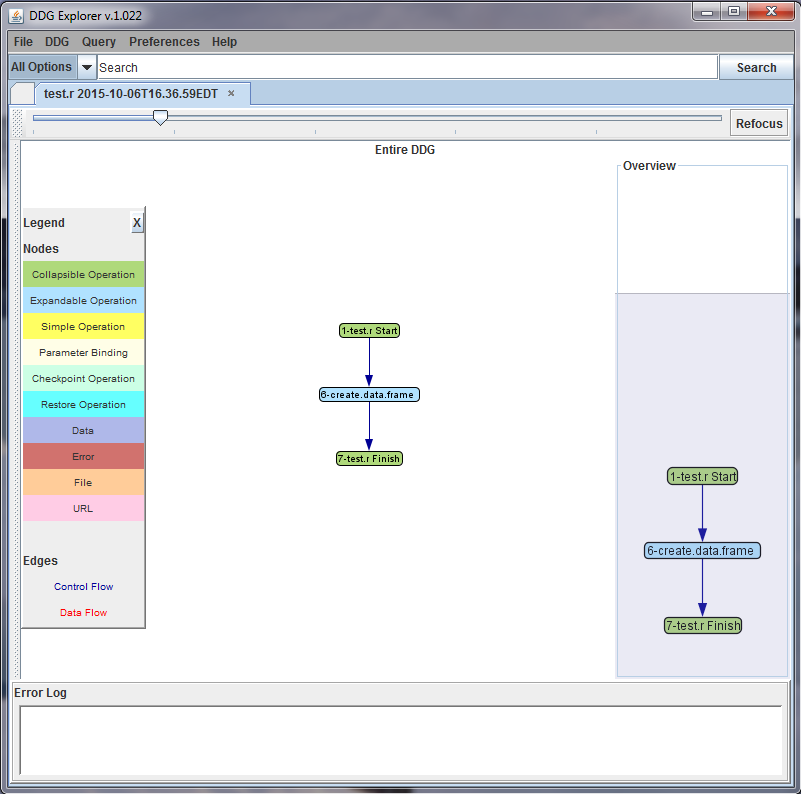 DDG Explorer v.1.022
File DDG Query Preferences Help
All Options Search Search
test.r 2015-10-06T16.36.59EDT ×
Refocus
Entire DDG
Overview
Legend X
Nodes
Collapsible Operation
Expandable Operation
Simple Operation
Parameter Binding
Checkpoint Operation
Restore Operation
Data
Error
File
URL
Edges
Control Flow
Data Flow
1-test.r Start
6-create.data.frame
7-test.r Finish
1-test.r Start
6-create.data.frame
7-test.r Finish
Error Log